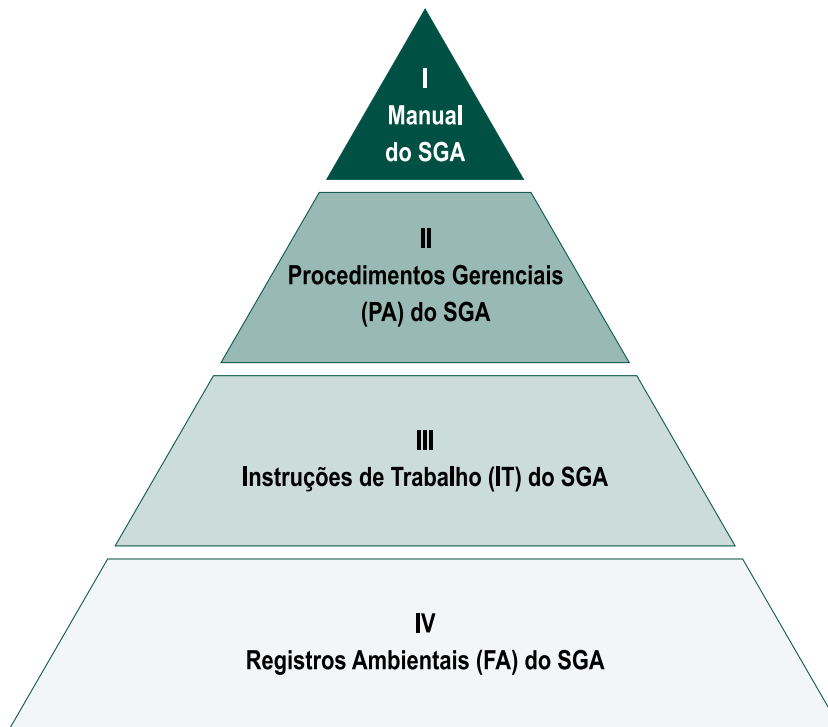 I
Manual
do SGA
II
Procedimentos Gerenciais
(PA) do SGA
III
Instruções de Trabalho (IT) do SGA
IV
Registros Ambientais (FA) do SGA